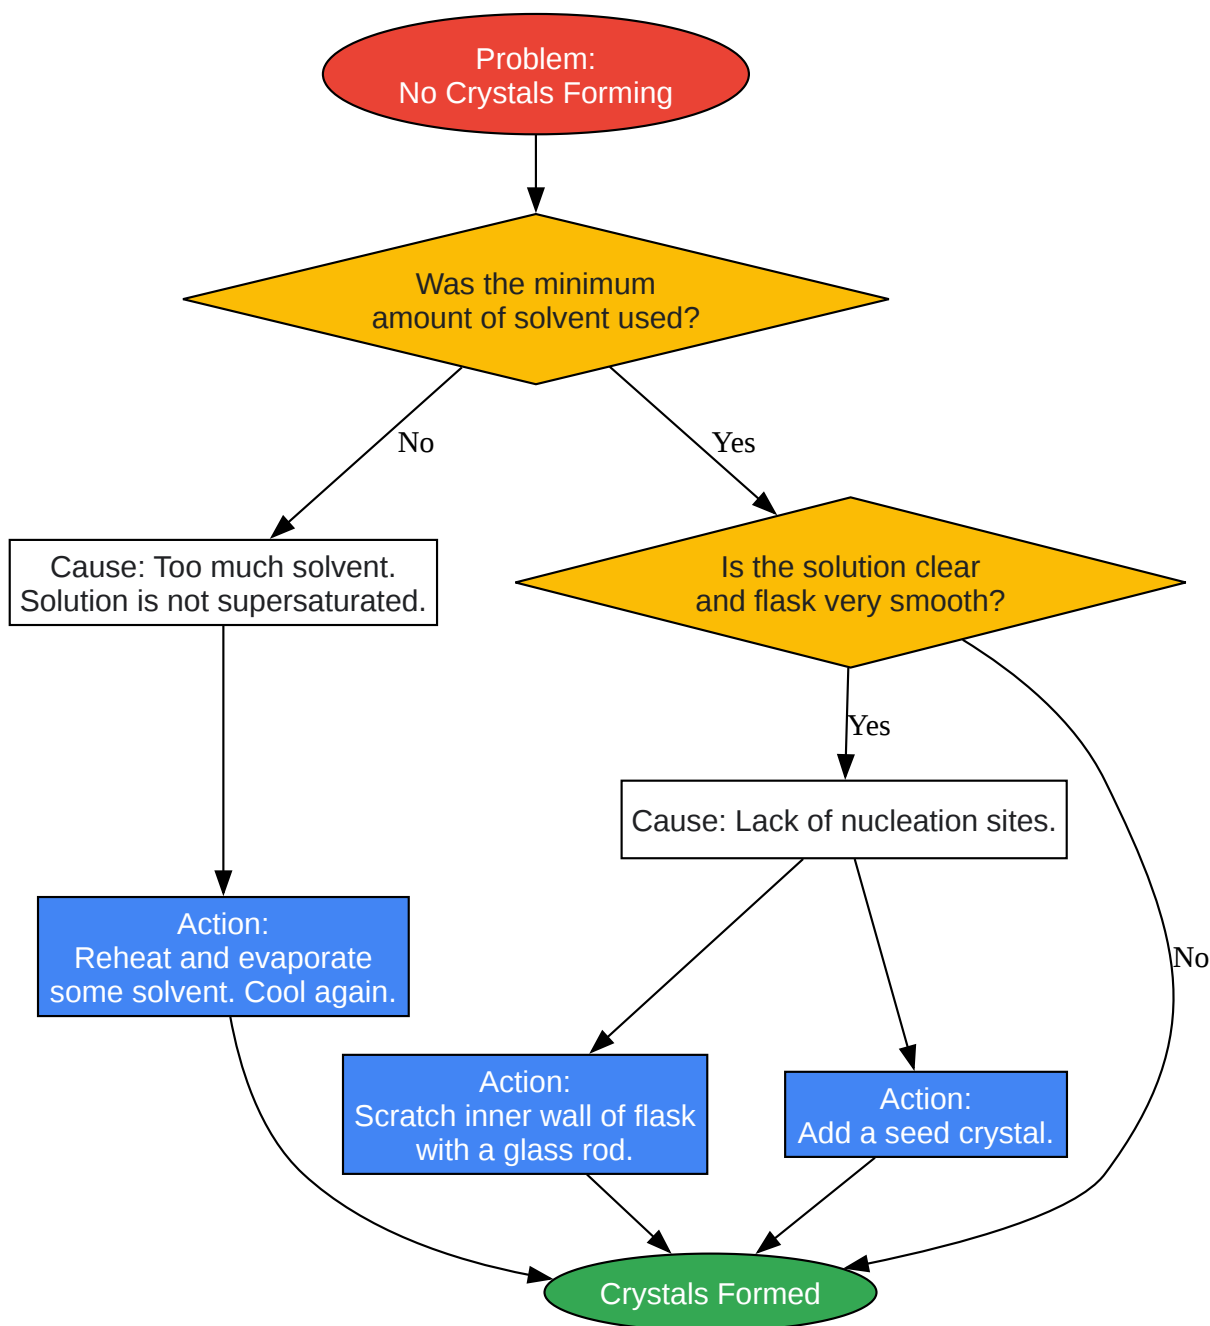 Problem:
No Crystals Forming
Was the minimum
amount of solvent used?
No
Yes
Cause: Too much solvent.
Solution is not supersaturated.
Is the solution clear
and flask very smooth?
Yes
Cause: Lack of nucleation sites.
No
Action:
Reheat and evaporate
some solvent. Cool again.
Action:
Scratch inner wall of flask
with a glass rod.
Action:
Add a seed crystal.
Crystals Formed